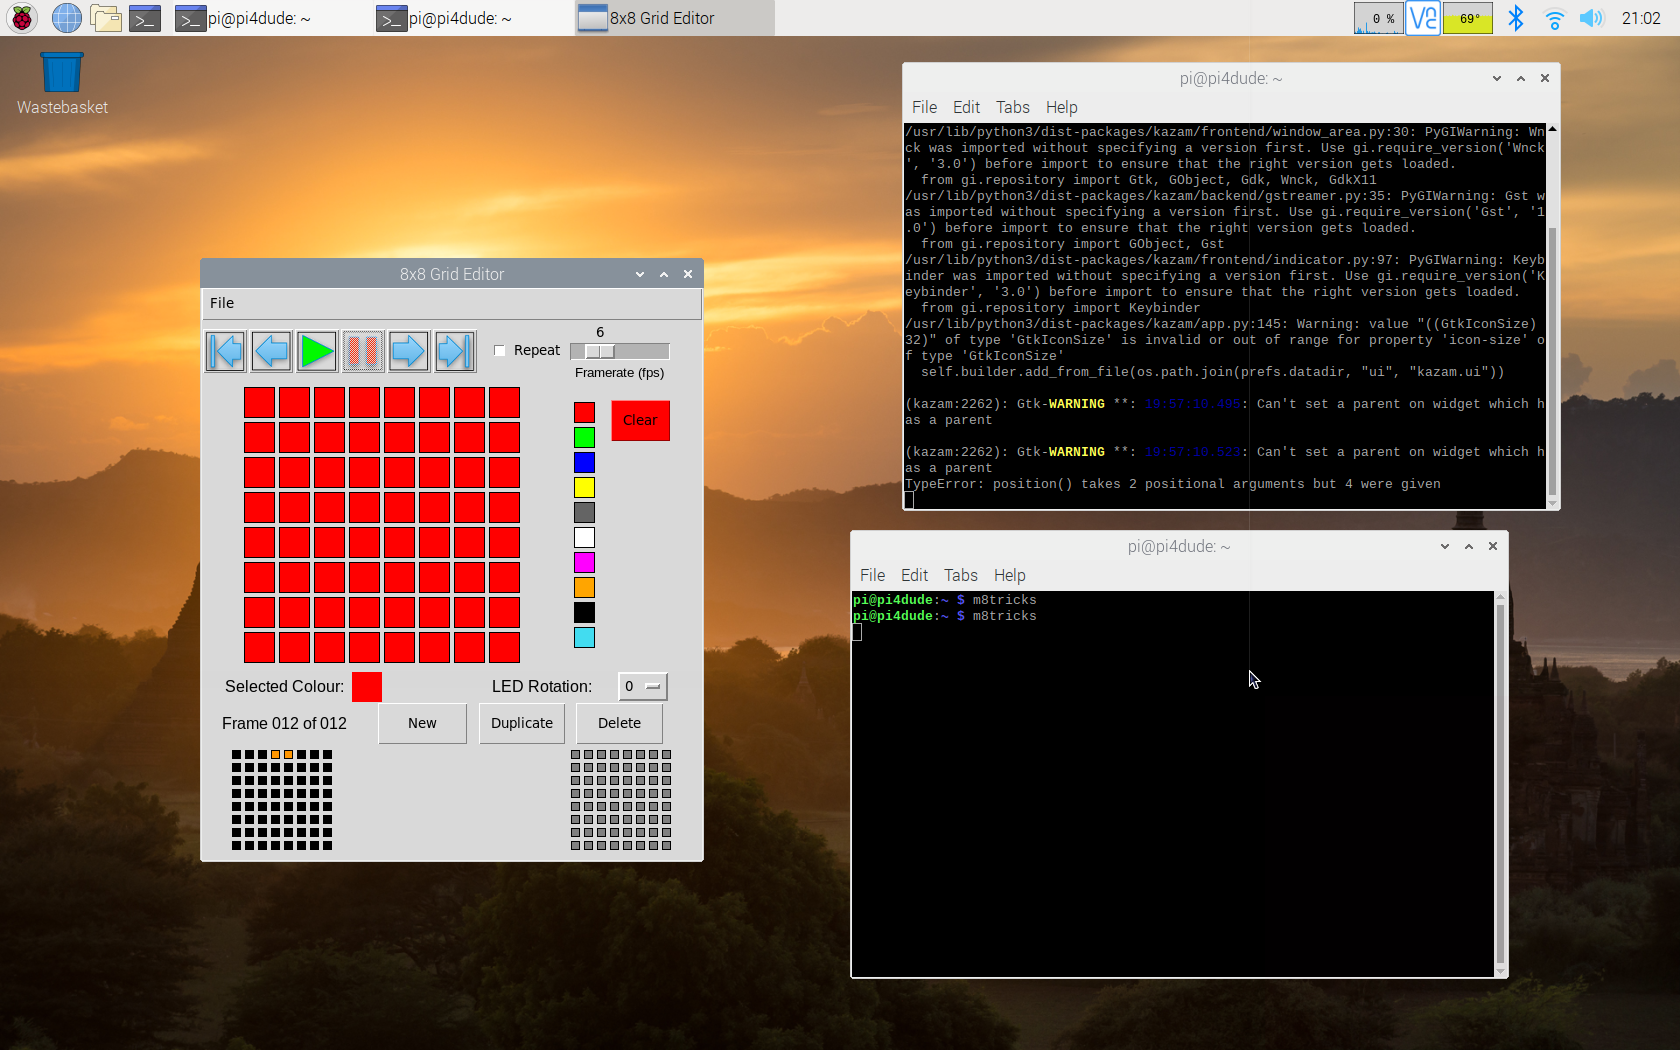 pi@pi4dude: ~
pi@pi4dude: ~
8x8 Grid Editor
0 %
69°
21:02
Wastebasket
pi@pi4dude: ~
File Edit Tabs Help
/usr/lib/python3/dist-packages/kazam/frontend/window_area.py:30: PyGIWarning: Wn
ck was imported without specifying a version first. Use gi.require_version('Wnck
', '3.0') before import to ensure that the right version gets loaded.
from gi.repository import Gtk, GObject, Gdk, Wnck, GdkX11
/usr/lib/python3/dist-packages/kazam/backend/gstreamer.py:35: PyGIWarning: Gst w
as imported without specifying a version first. Use gi.require_version('Gst', '1
.0') before import to ensure that the right version gets loaded.
from gi.repository import GObject, Gst
/usr/lib/python3/dist-packages/kazam/frontend/indicator.py:97: PyGIWarning: Keyb
inder was imported without specifying a version first. Use gi.require_version('K
eybinder', '3.0') before import to ensure that the right version gets loaded.
from gi.repository import Keybinder
/usr/lib/python3/dist-packages/kazam/app.py:145: Warning: value "((GtkIconSize)
32)" of type 'GtkIconSize' is invalid or out of range for property 'icon-size' o
f type 'GtkIconSize'
self.builder.add_from_file(os.path.join(prefs.datadir, "ui", "kazam.ui"))
(kazam:2262): Gtk-WARNING **: 19:57:10.495: Can't set a parent on widget which h
as a parent
(kazam:2262): Gtk-WARNING **: 19:57:10.523: Can't set a parent on widget which h
as a parent
TypeError: position() takes 2 positional arguments but 4 were given
8x8 Grid Editor
File
Repeat
6
Framerate (fps)
Clear
Selected Colour:
LED Rotation:
0
Frame 012 of 012
New
Duplicate
Delete
pi@pi4dude: ~
File Edit Tabs Help
pi@pi4dude:~ $ m8tricks
pi@pi4dude:~ $ m8tricks